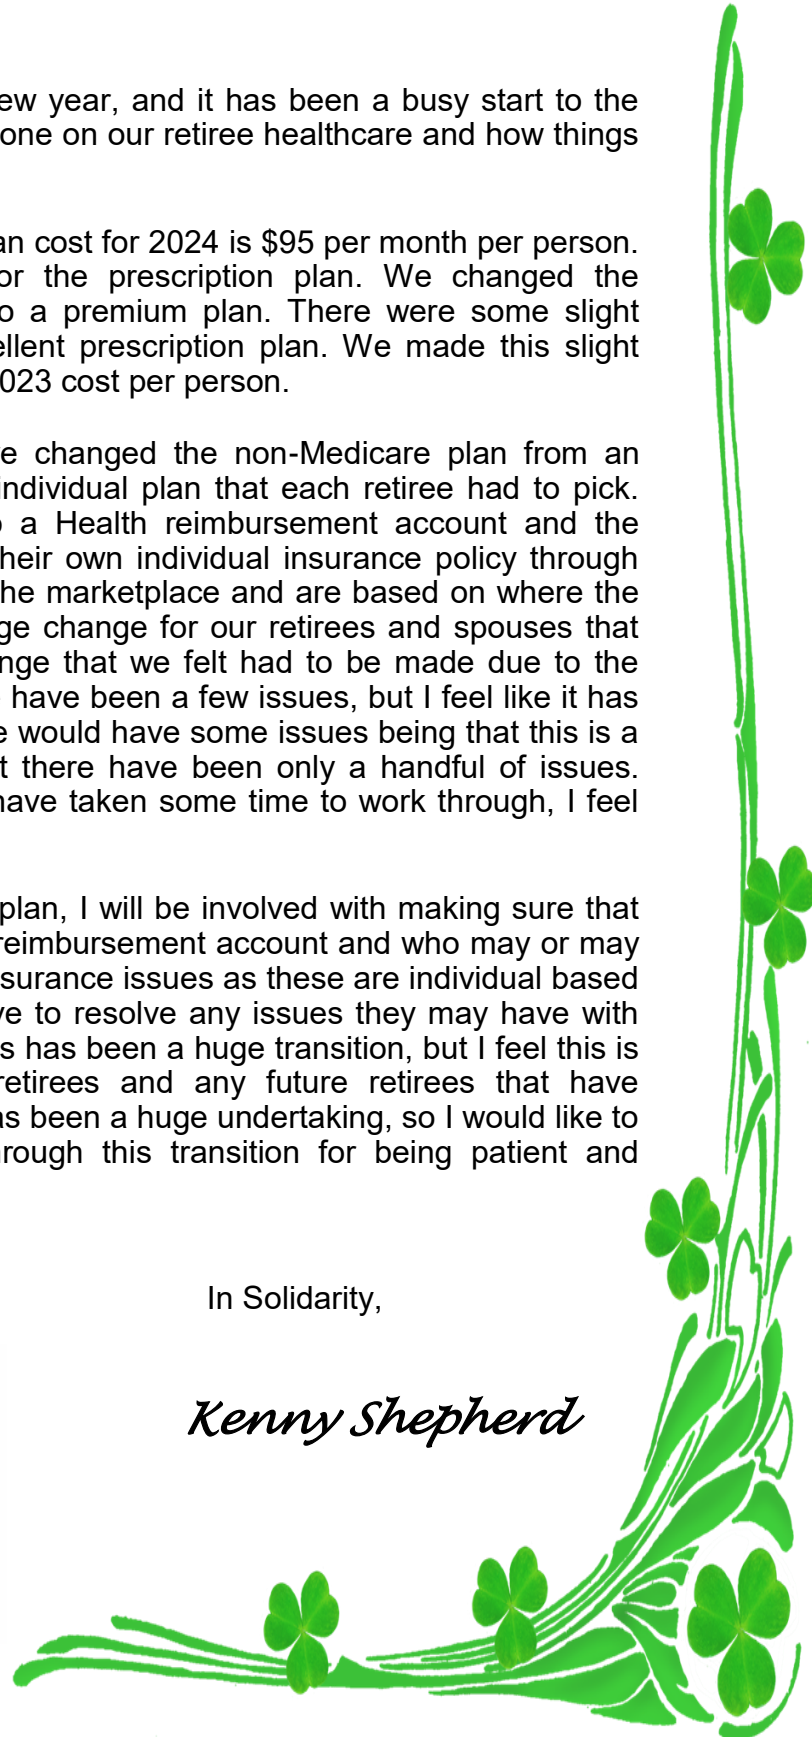 ew year, and it has been a busy start to the
one on our retiree healthcare and how things
an cost for 2024 is $95 per month per person.
or the prescription plan. We changed the
o a premium plan. There were some slight
ellent prescription plan. We made this slight
023 cost per person.
e changed the non-Medicare plan from an
individual plan that each retiree had to pick.
o a Health reimbursement account and the
heir own individual insurance policy through
he marketplace and are based on where the
ge change for our retirees and spouses that
nge that we felt had to be made due to the
have been a few issues, but I feel like it has
e would have some issues being that this is a
t there have been only a handful of issues.
have taken some time to work through, I feel
plan, I will be involved with making sure that
reimbursement account and who may or may
surance issues as these are individual based
ve to resolve any issues they may have with
s has been a huge transition, but I feel this is
retirees and any future retirees that have
as been a huge undertaking, so I would like to
hrough this transition for being patient and
In Solidarity,
Kenny Shepherd